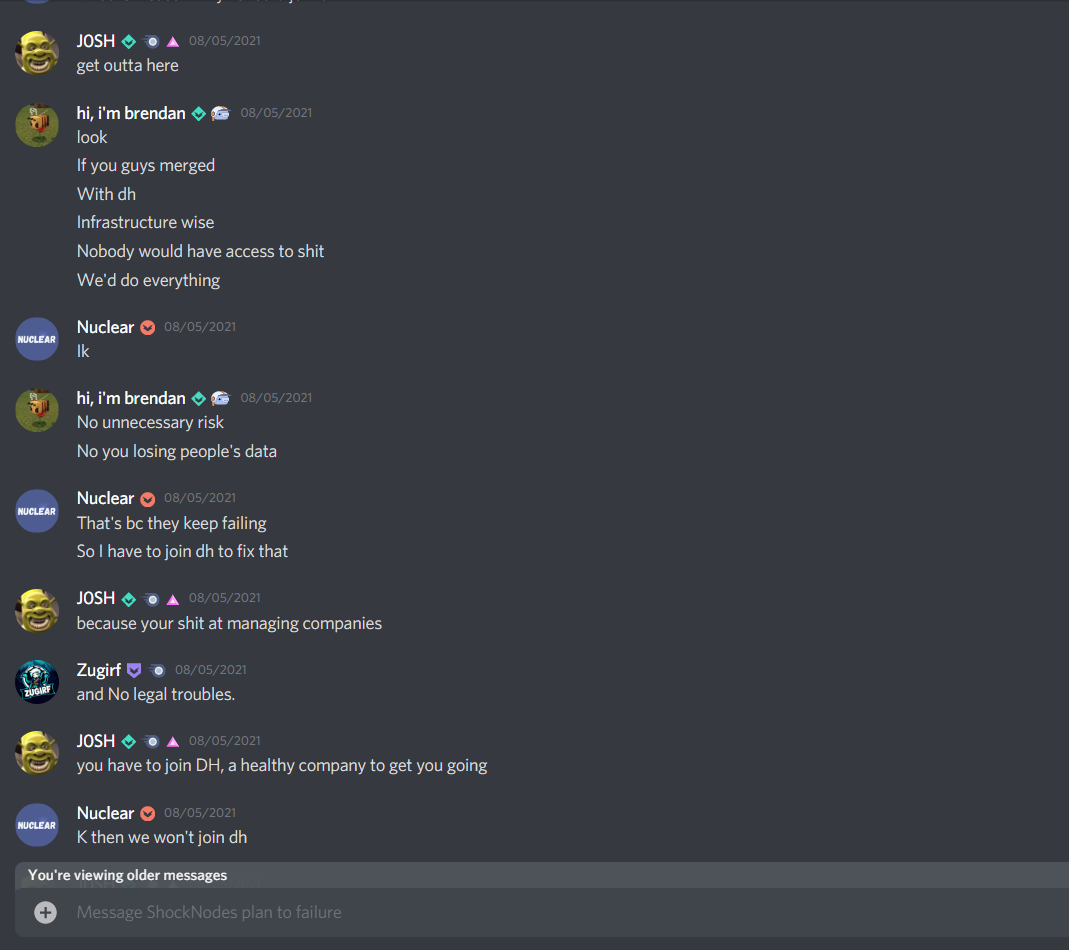 JOSH 08/05/2021
get outta here
hi, i'm brendan 08/05/2021
look
If you guys merged
With dh
Infrastructure wise
Nobody would have access to shit
We'd do everything
NUCLEAR
Nuclear 08/05/2021
Ik
hi, i'm brendan 08/05/2021
No unnecessary risk
No you losing people's data
NUCLEAR
Nuclear 08/05/2021
That's bc they keep failing
So I have to join dh to fix that
JOSH 08/05/2021
because your shit at managing companies
ZUGIRF
Zugirf 08/05/2021
and No legal troubles.
JOSH 08/05/2021
you have to join DH, a healthy company to get you going
NUCLEAR
Nuclear 08/05/2021
K then we won't join dh
You're viewing older messages
Message ShockNodes plan to failure